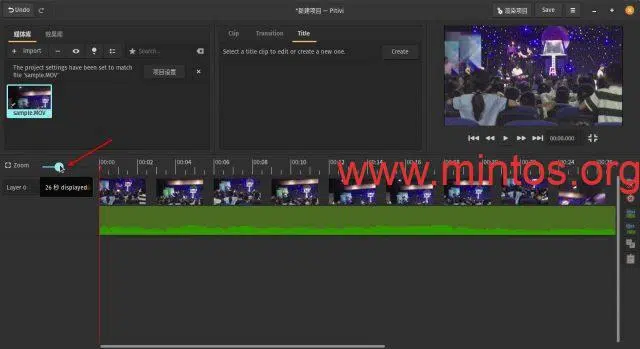 Undo
*新建项目 — Pitivi
渲染项目
Save
媒体库
效果库
Import
Search...
The project settings have been set to match
file 'sample.MOV'
项目设置
sample.MOV
Clip
Transition
Title
Select a title clip to edit or create a new one.
Create
00:00.000
Zoom
00:00
00:02
00:04
00:06
00:08
00:10
00:12
00:14
00:16
00:18
00:20
00:22
00:24
Layer 0
26 秒 displayed
www.mintos.org